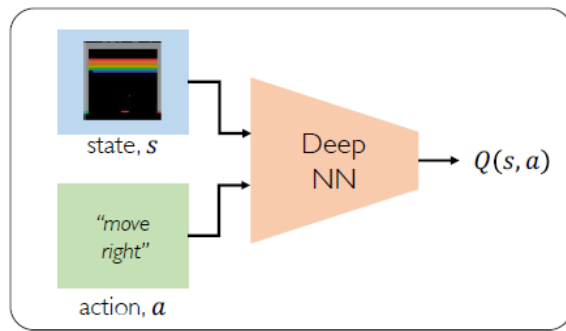 state, s
"move
right"
action, a
Deep
NN
Q(s, a)